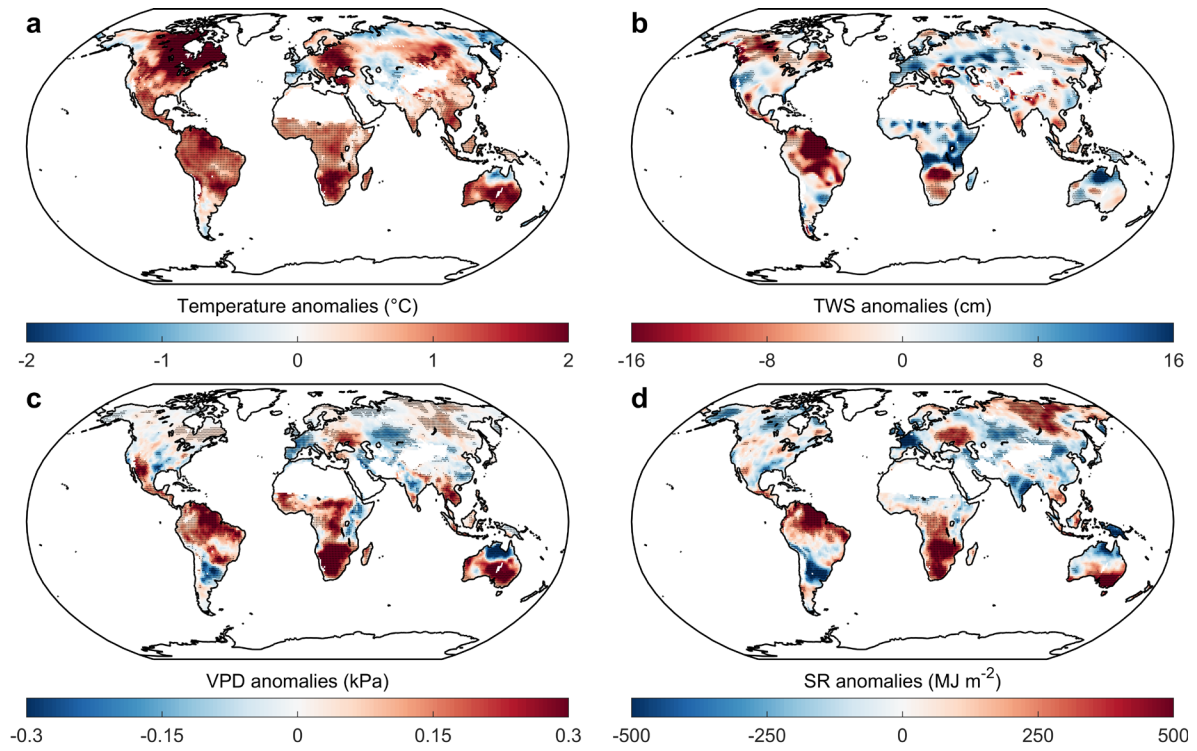 a
b
Temperature anomalies (°C)
TWS anomalies (cm)
-2 -1 0 1 2
-16 -8 0 8 16
c
d
VPD anomalies (kPa)
SR anomalies (MJ m⁻²)
-0.3 -0.15 0 0.15 0.3
-500 -250 0 250 500